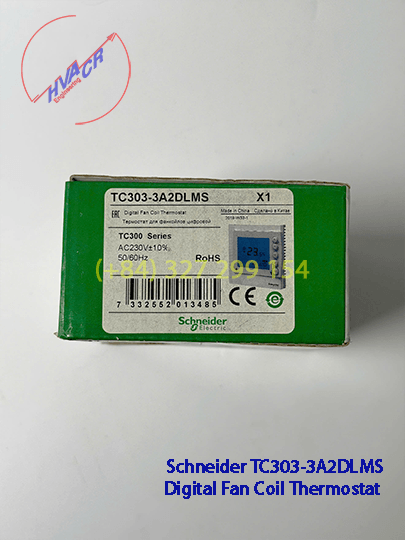 HVACR
Engineering
TC303-3A2DLMS X1
EAC Digital Fan Coil Thermostat Made in China Сделано в Китае
Термостат для фанкойлов цифровой
TC300 Series
AC230V±10%
50/60Hz RoHS
(+84) 327 299 154
7 332552 013485
CE
Schneider
Electric
Schneider TC303-3A2DLMS
Digital Fan Coil Thermostat